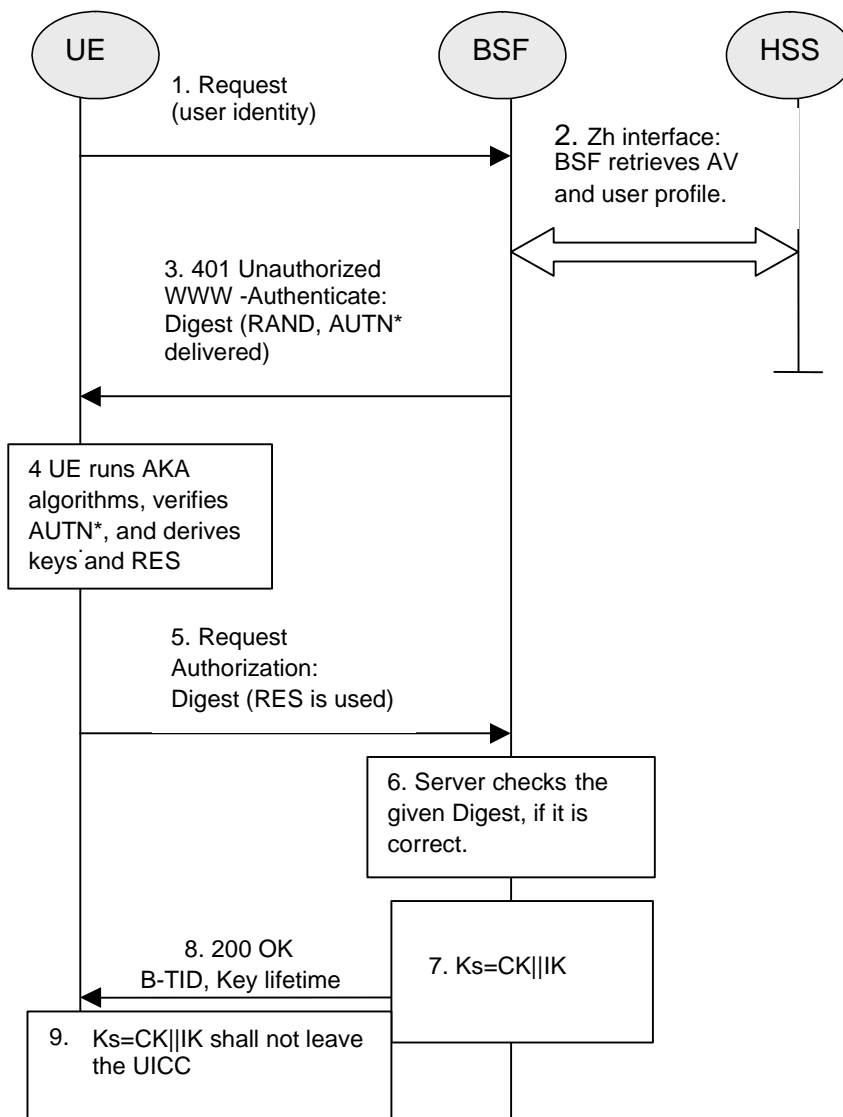 UE
BSF
HSS
1. Request
(user identity)
2. Zh interface:
BSF retrieves AV
and user profile.
3. 401 Unauthorized
WWW -Authenticate:
Digest (RAND, AUTN*
delivered)
4 UE runs AKA
algorithms, verifies
AUTN*, and derives
keys and RES
5. Request
Authorization:
Digest (RES is used)
6. Server checks the
given Digest, if it is
correct.
7. Ks=CK||IK
8. 200 OK
B-TID, Key lifetime
9. Ks=CK||IK shall not leave
the UICC